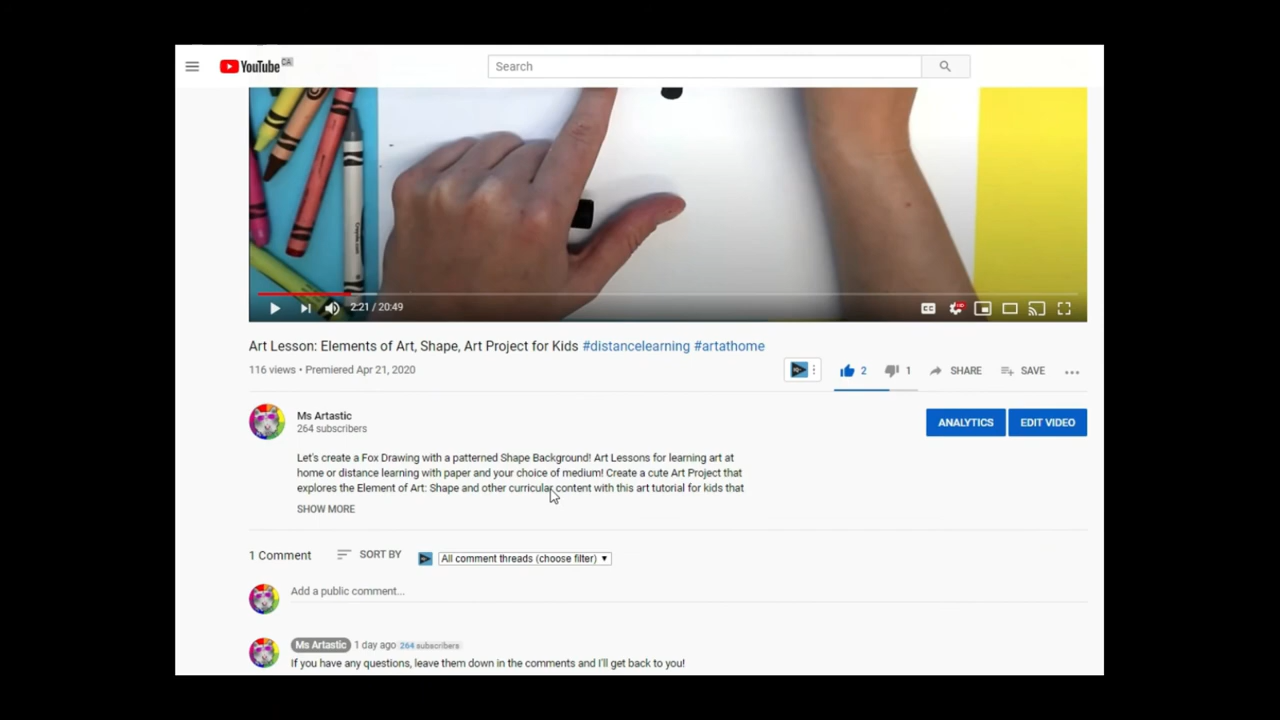 YouTube CA
Search
2:21 / 20:49
CC
HD
Art Lesson: Elements of Art, Shape, Art Project for Kids #distancelearning #artathome
116 views • Premiered Apr 21, 2020
2
1
SHARE
SAVE
Ms Artastic
264 subscribers
ANALYTICS
EDIT VIDEO
Let's create a Fox Drawing with a patterned Shape Background! Art Lessons for learning art at
home or distance learning with paper and your choice of medium! Create a cute Art Project that
explores the Element of Art: Shape and other curricular content with this art tutorial for kids that
SHOW MORE
1 Comment
SORT BY
All comment threads (choose filter)
Add a public comment...
Ms Artastic 1 day ago 264 subscribers
If you have any questions, leave them down in the comments and I'll get back to you!